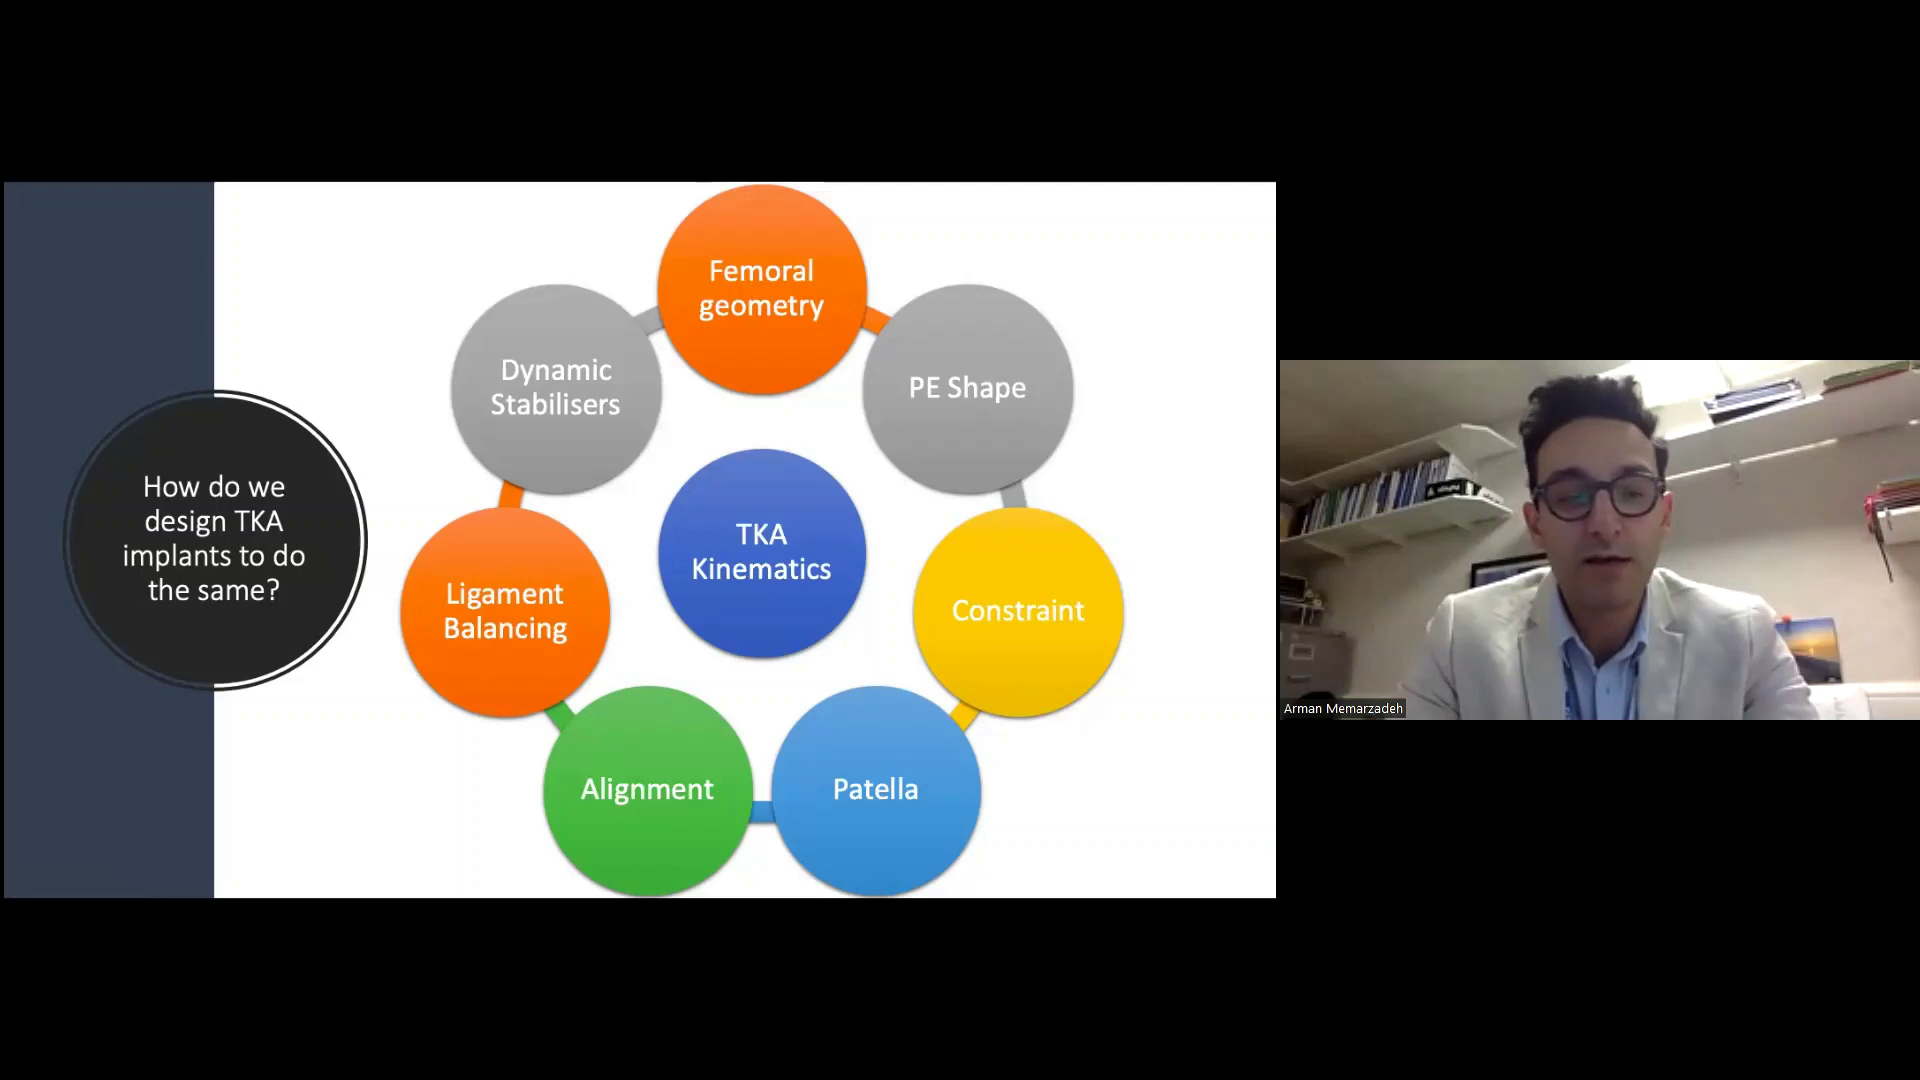 How do we
design TKA
implants to do
the same?
Femoral
geometry
PE Shape
Constraint
Patella
Alignment
Ligament
Balancing
Dynamic
Stabilisers
TKA
Kinematics
Arman Memarzadeh